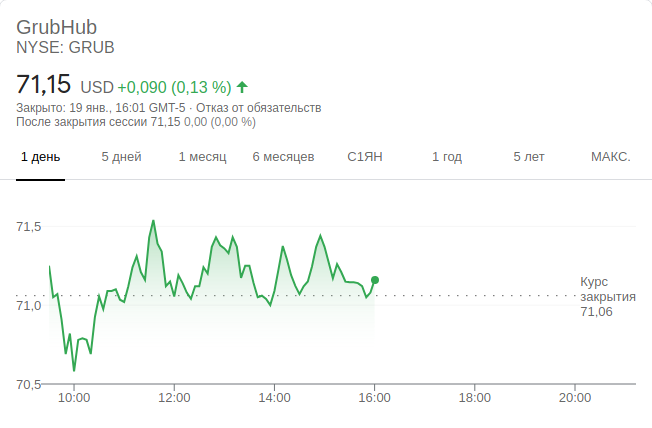 GrubHub
NYSE: GRUB
71,15 USD +0,090 (0,13 %)
Закрыто: 19 янв., 16:01 GMT-5 · Отказ от обязательств
После закрытия сессии 71,15 0,00 (0,00 %)
1 день 5 дней 1 месяц 6 месяцев С1ЯН 1 год 5 лет МАКС.
71,5
71,0
70,5
Курс
закрытия
71,06
10:00 12:00 14:00 16:00 18:00 20:00